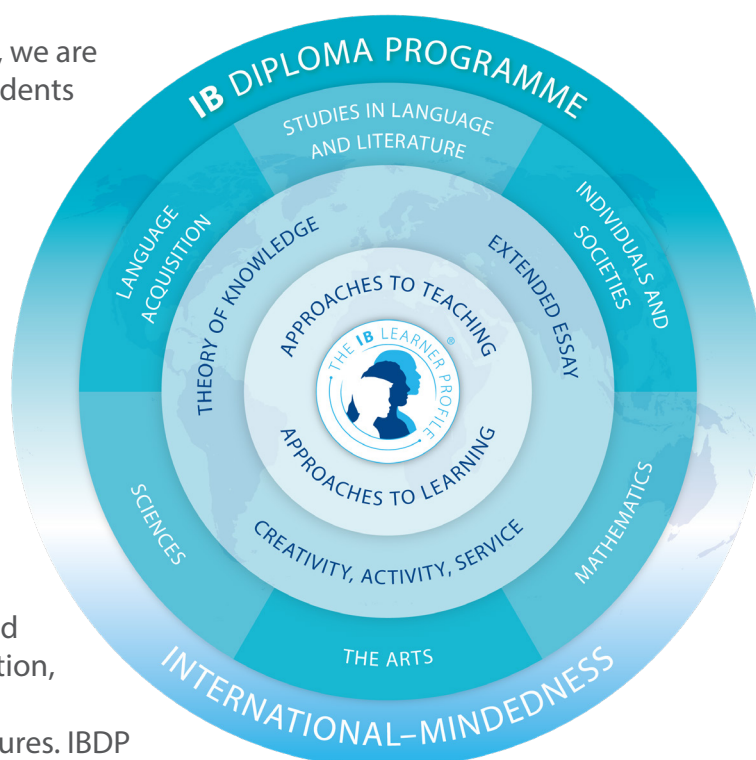 , we are
dents
d
tion,
ures. IBDP
IB DIPLOMA PROGRAMME
STUDIES IN LANGUAGE
AND LITERATURE
INDIVIDUALS AND
SOCIETIES
MATHEMATICS
THE ARTS
SCIENCES
LANGUAGE
ACQUISITION
THEORY OF KNOWLEDGE
EXTENDED ESSAY
CREATIVITY, ACTIVITY, SERVICE
APPROACHES TO TEACHING
APPROACHES TO LEARNING
• THE IB LEARNER PROFILE • ®
INTERNATIONAL–MINDEDNESS